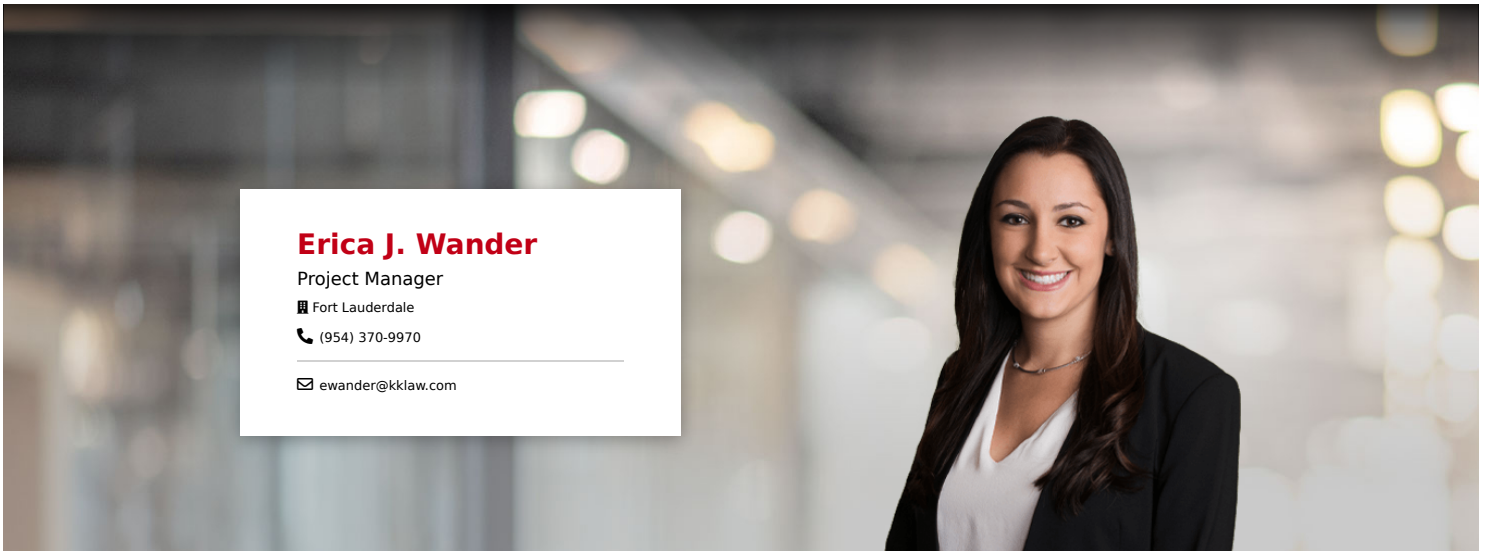 Erica J. Wander
Project Manager
Fort Lauderdale
(954) 370-9970
ewander@kklaw.com